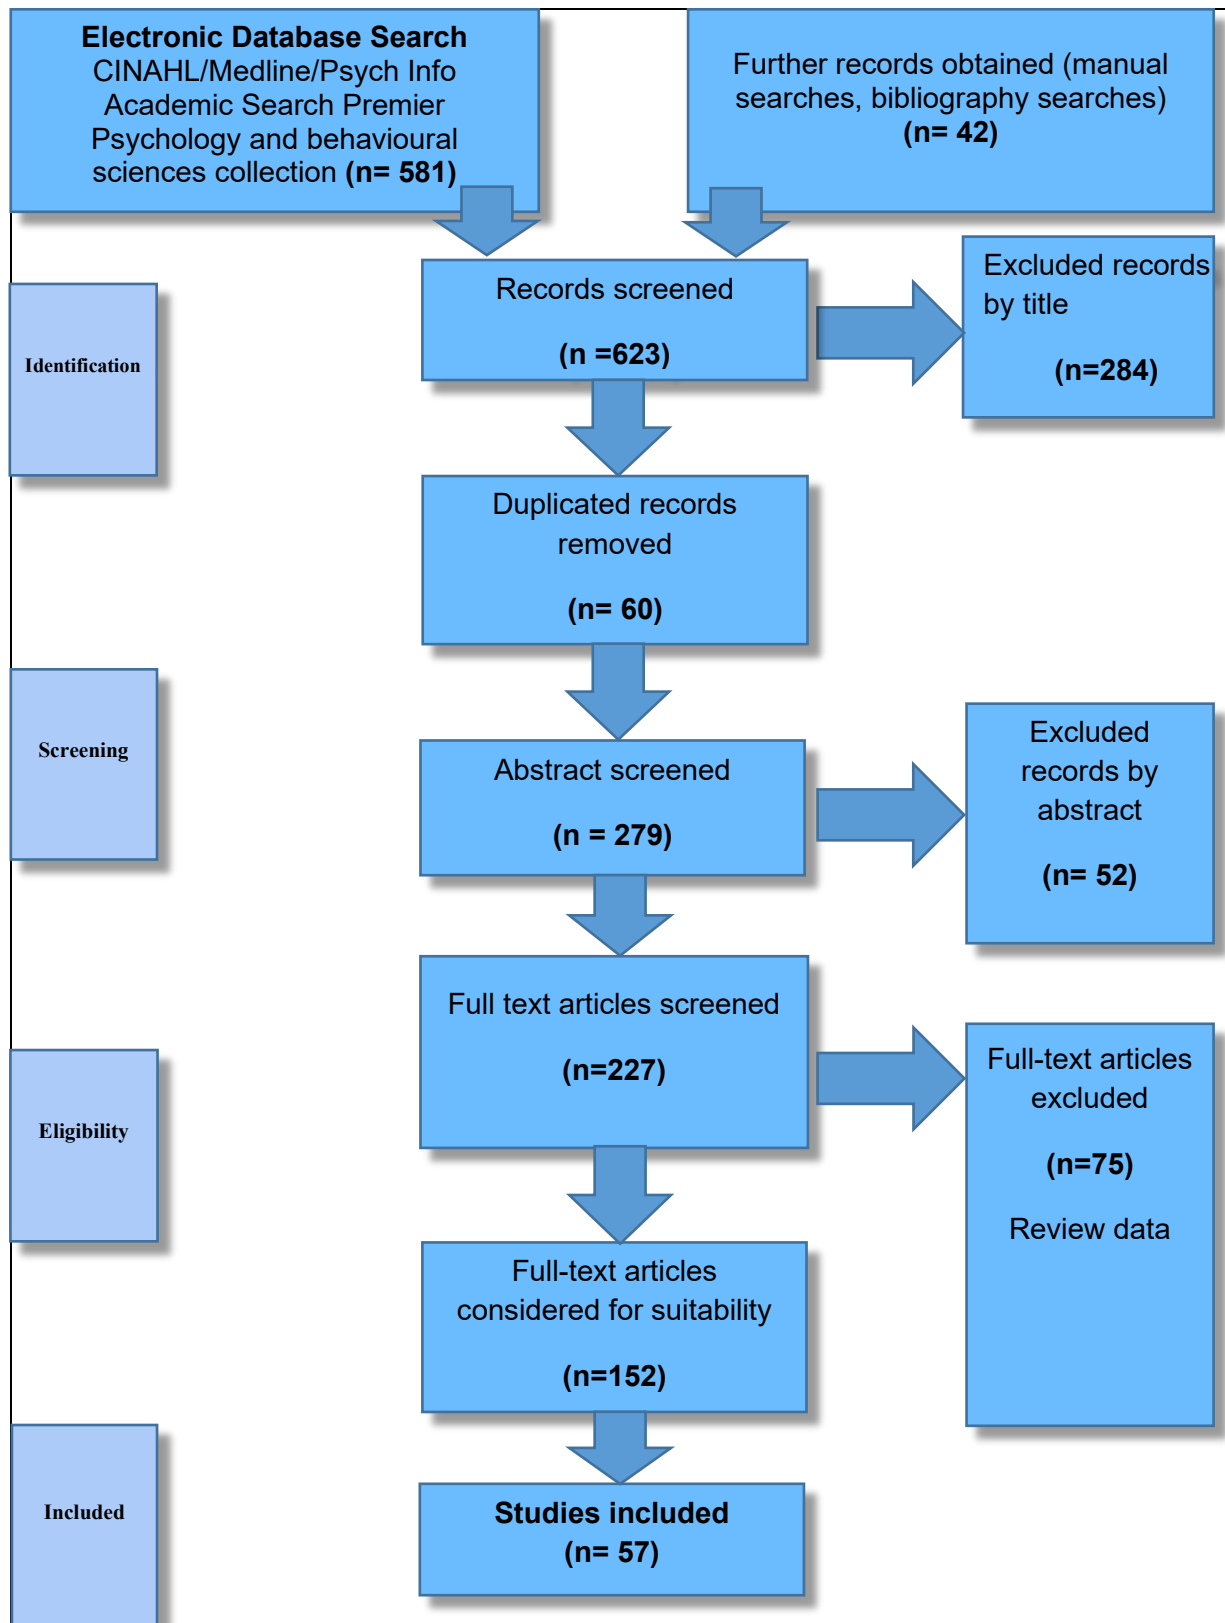 Electronic Database Search
CINAHL/Medline/Psych Info
Academic Search Premier
Psychology and behavioural
sciences collection (n= 581)
Further records obtained (manual
searches, bibliography searches)
(n= 42)
Records screened
(n =623)
Excluded records
by title
(n=284)
Identification
Duplicated records
removed
(n= 60)
Screening
Abstract screened
(n = 279)
Excluded
records by
abstract
(n= 52)
Full text articles screened
(n=227)
Full-text articles
excluded
(n=75)
Review data
Eligibility
Full-text articles
considered for suitability
(n=152)
Included
Studies included
(n= 57)